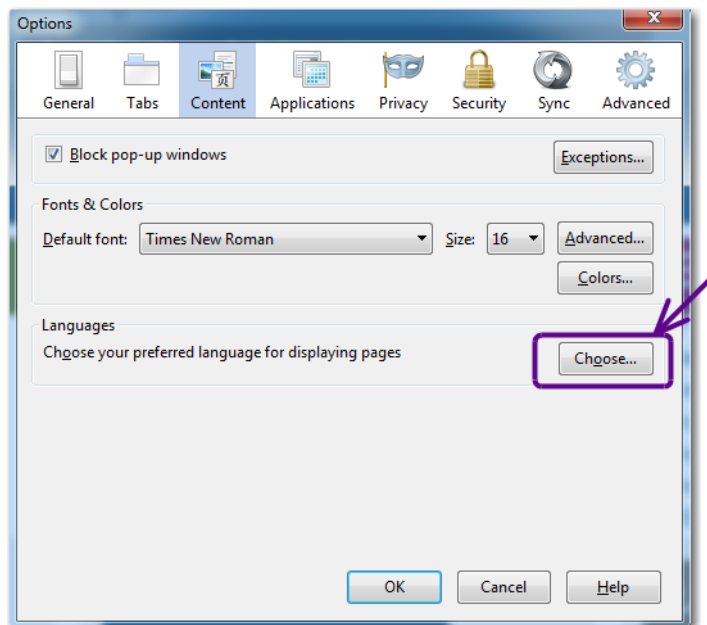 Options
General Tabs Content Applications Privacy Security Sync Advanced
Block pop-up windows Exceptions...
Fonts & Colors
Default font: Times New Roman Size: 16 Advanced...
Colors...
Languages
Choose your preferred language for displaying pages Choose...
OK Cancel Help